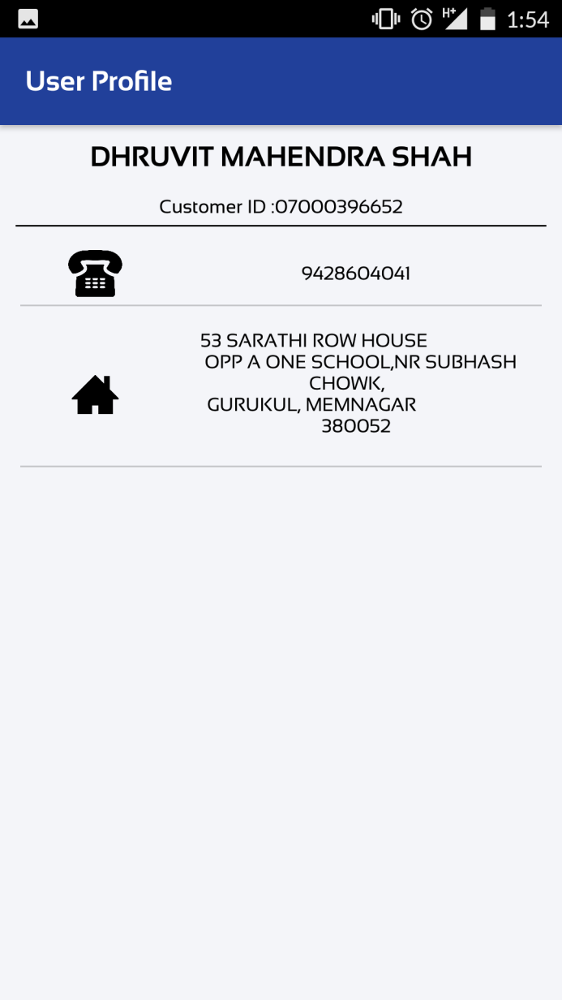 H+ 1:54
User Profile
DHRUVIT MAHENDRA SHAH
Customer ID :07000396652
9428604041
53 SARATHI ROW HOUSE
OPP A ONE SCHOOL,NR SUBHASH
CHOWK,
GURUKUL, MEMNAGAR
380052